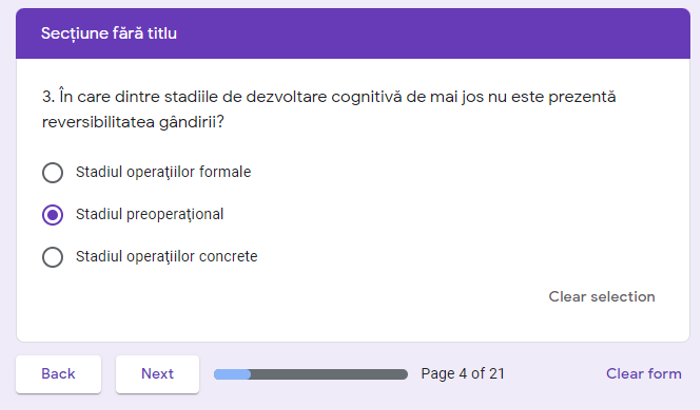 Secțiune fără titlu
3. În care dintre stadiile de dezvoltare cognitivă de mai jos nu este prezentă
reversibilitatea gândirii?
Stadiul operaţiilor formale
Stadiul preoperaţional
Stadiul operaţiilor concrete
Clear selection
Back
Next
Page 4 of 21
Clear form